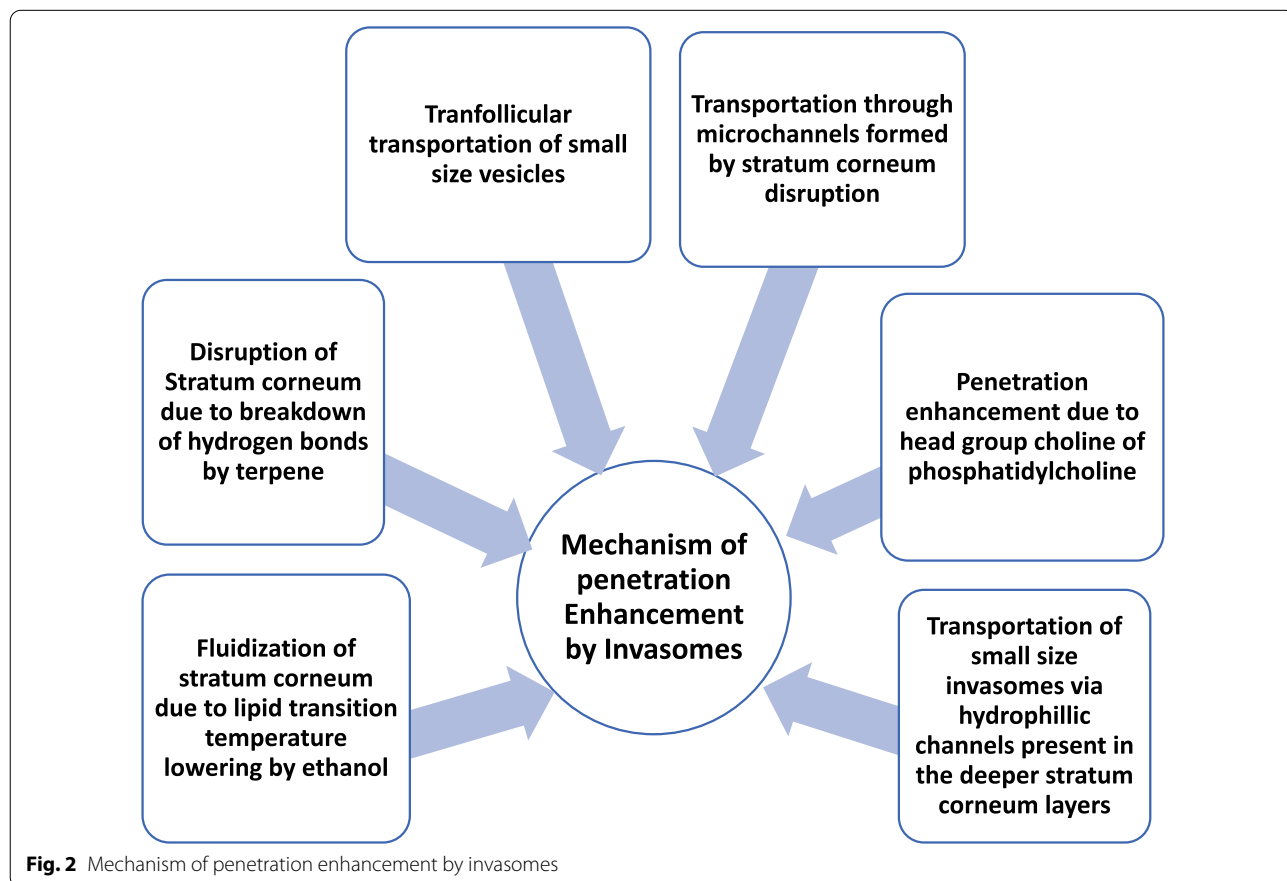 Tranfollicular
transportation of small
size vesicles
Transportation through
microchannels formed
by stratum corneum
disruption
Disruption of
Stratum corneum
due to breakdown
of hydrogen bonds
by terpene
Penetration
enhancement due to
head group choline of
phosphatidylcholine
Mechanism of
penetration
Enhancement
by Invasomes
Fluidization of
stratum corneum
due to lipid transition
temperature
lowering by ethanol
Transportation of
small size
invasomes via
hydrophillic
channels present in
the deeper stratum
corneum layers
Fig. 2 Mechanism of penetration enhancement by invasomes